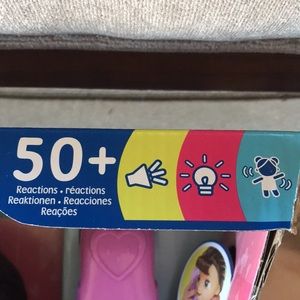 50+
Reactions • réactions
Reaktionen • Reacciones
Reações